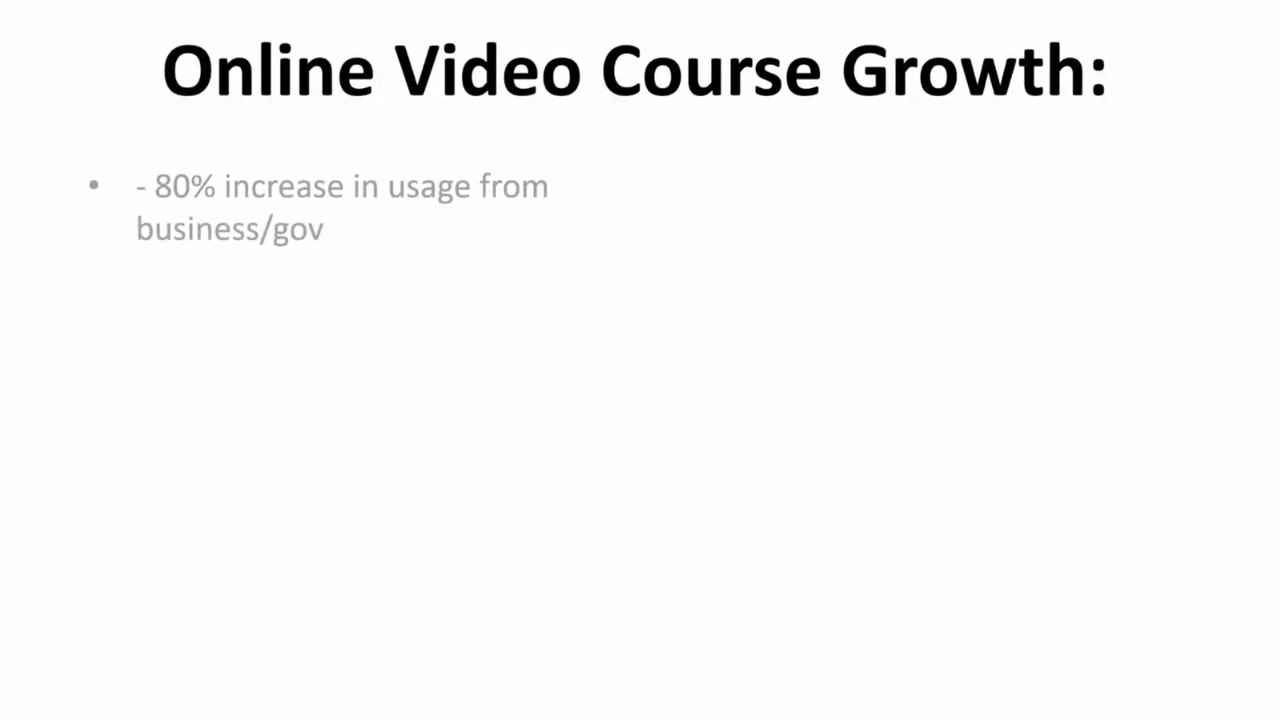 Online Video Course Growth:
• - 80% increase in usage from
business/gov